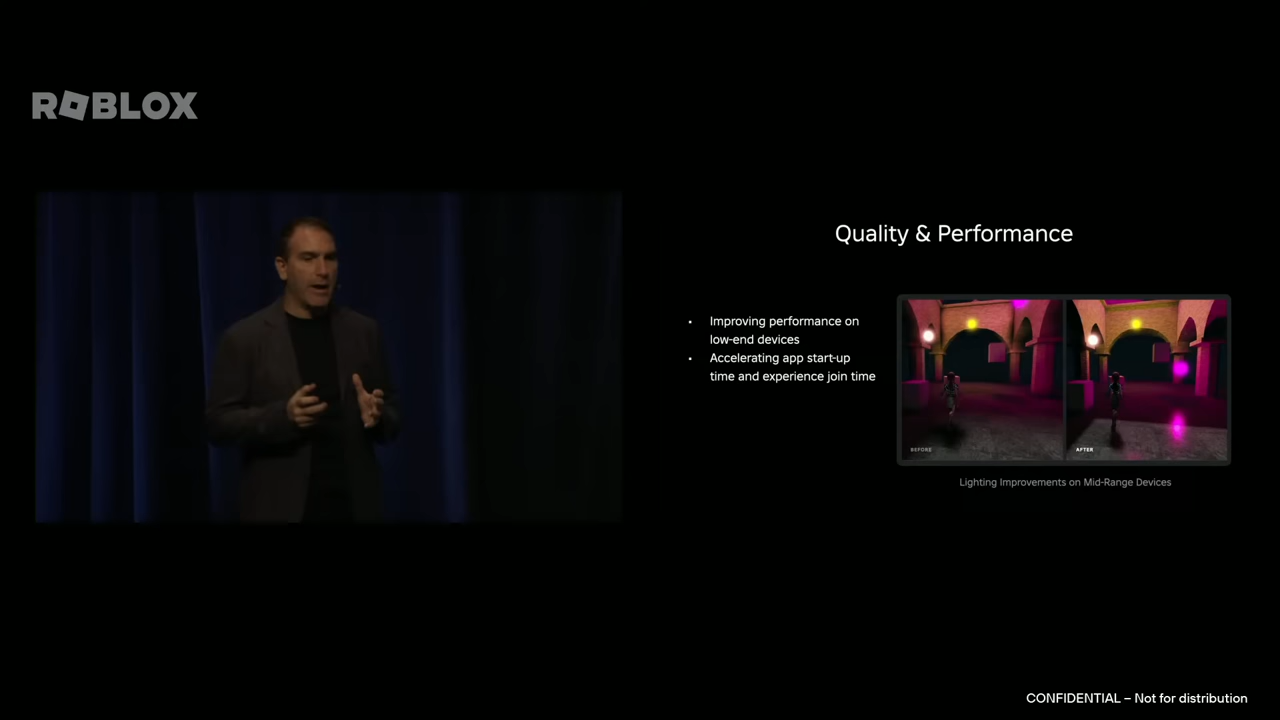 ROBLOX
Quality & Performance
▪ Improving performance on
low-end devices
▪ Accelerating app start-up
time and experience join time
BEFORE
AFTER
Lighting Improvements on Mid-Range Devices
CONFIDENTIAL – Not for distribution